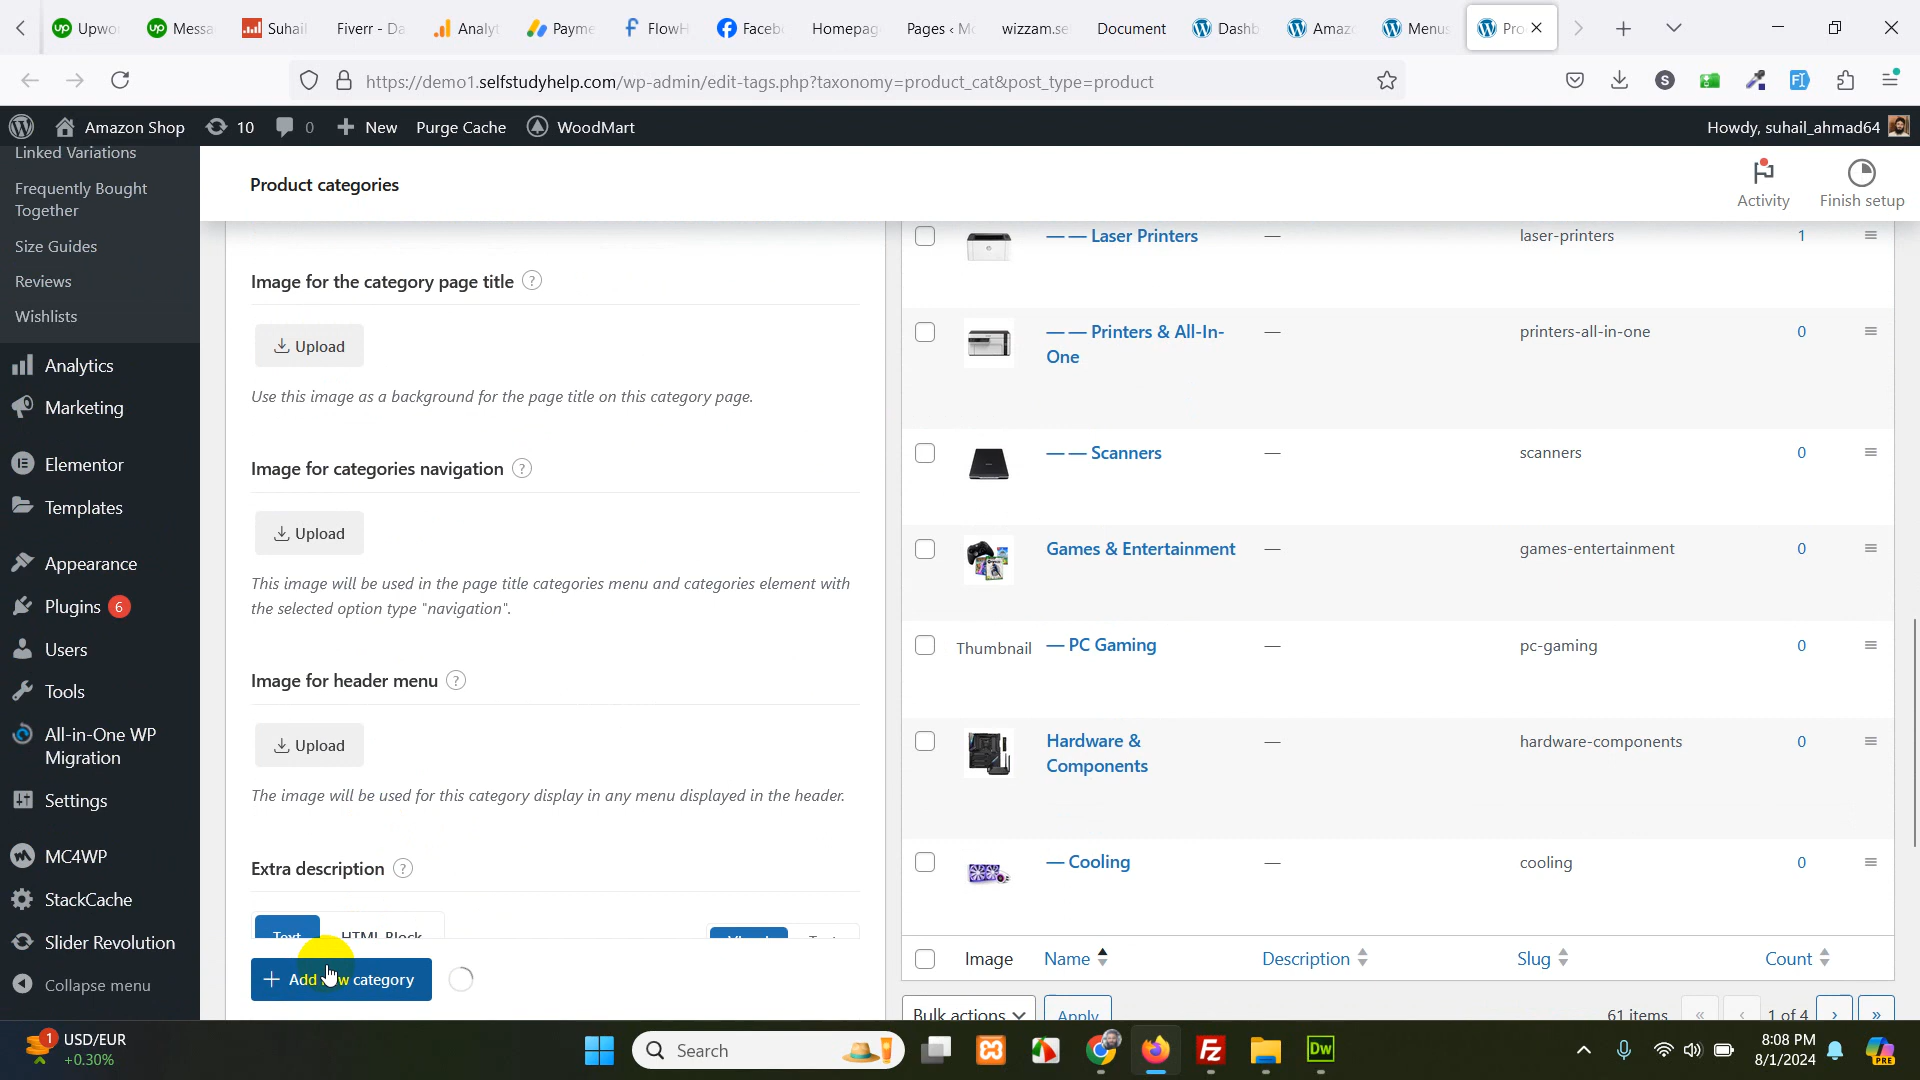 Upwo
Messa
Suhail
Fiverr - Da
Analyt
Payme
FlowH
Faceb
Homepag
Pages ‹ Mo
wizzam.se
Document
Dashb
Amazo
Menus
Pro
https://demo1.selfstudyhelp.com/wp-admin/edit-tags.php?taxonomy=product_cat&post_type=product
Amazon Shop
10
0
New
Purge Cache
WoodMart
Howdy, suhail_ahmad64
Linked Variations
Frequently Bought
Together
Size Guides
Reviews
Wishlists
Analytics
Marketing
Elementor
Templates
Appearance
Plugins 6
Users
Tools
All-in-One WP
Migration
Settings
MC4WP
StackCache
Slider Revolution
Collapse menu
Product categories
Activity
Finish setup
Image for the category page title ?
Upload
Use this image as a background for the page title on this category page.
Image for categories navigation ?
Upload
This image will be used in the page title categories menu and categories element with
the selected option type "navigation".
Image for header menu ?
Upload
The image will be used for this category display in any menu displayed in the header.
Extra description ?
Text
HTML Block
+ Add new category
— — Laser Printers
—
laser-printers
1
— — Printers & All-In-
One
—
printers-all-in-one
0
— — Scanners
—
scanners
0
Games & Entertainment
—
games-entertainment
0
Thumbnail
— PC Gaming
—
pc-gaming
0
Hardware &
Components
—
hardware-components
0
— Cooling
—
cooling
0
Image
Name
Description
Slug
Count
Bulk actions
Apply
61 items
«
‹
1 of 4
›
»
1
USD/EUR
+0.30%
Search
8:08 PM
8/1/2024